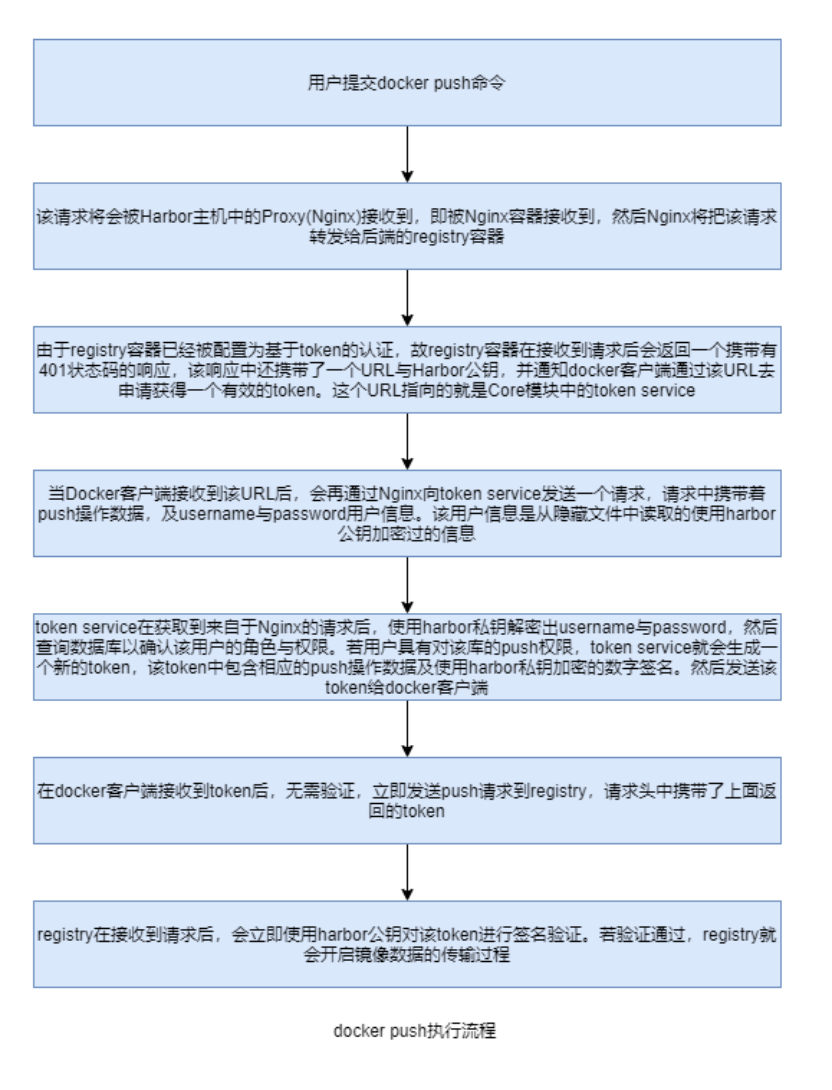 用户提交docker push命令
该请求将会被Harbor主机中的Proxy(Nginx)接收到，即被Nginx容器接收到，然后Nginx将把该请求
转发给后端的registry容器
由于registry容器已经被配置为基于token的认证，故registry容器在接收到请求后会返回一个携带有
401状态码的响应，该响应中还携带了一个URL与Harbor公钥，并通知docker客户端通过该URL去
申请获得一个有效的token。这个URL指向的就是Core模块中的token service
当Docker客户端接收到该URL后，会再通过Nginx向token service发送一个请求，请求中携带着
push操作数据，及username与password用户信息。该用户信息是从隐藏文件中读取的使用harbor
公钥加密过的信息
token service在获取到来自于Nginx的请求后，使用harbor私钥解密出username与password，然后
查询数据库以确认该用户的角色与权限。若用户具有对该库的push权限，token service就会生成一
个新的token，该token中包含相应的push操作数据及使用harbor私钥加密的数字签名。然后发送该
token给docker客户端
在docker客户端接收到token后，无需验证，立即发送push请求到registry，请求头中携带了上面返
回的token
registry在接收到请求后，会立即使用harbor公钥对该token进行签名验证。若验证通过，registry就
会开启镜像数据的传输过程
docker push执行流程